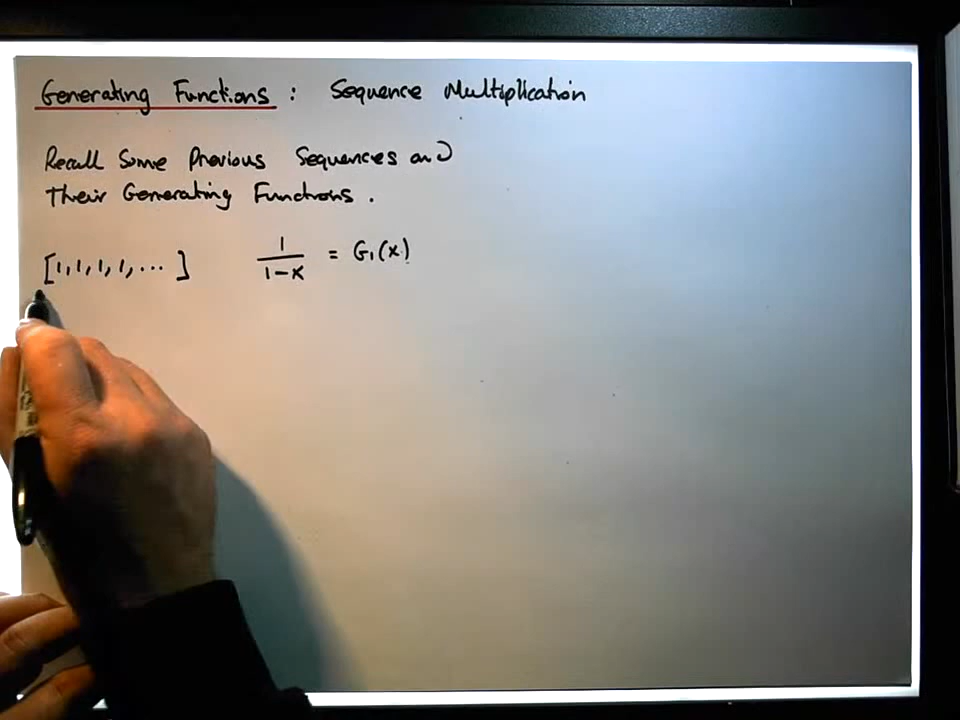 Generating Functions : Sequence Multiplication
Recall Some Previous Sequences and
Their Generating Functions .
[1,1,1,1,... ] 1/(1-x) = G₁(x)